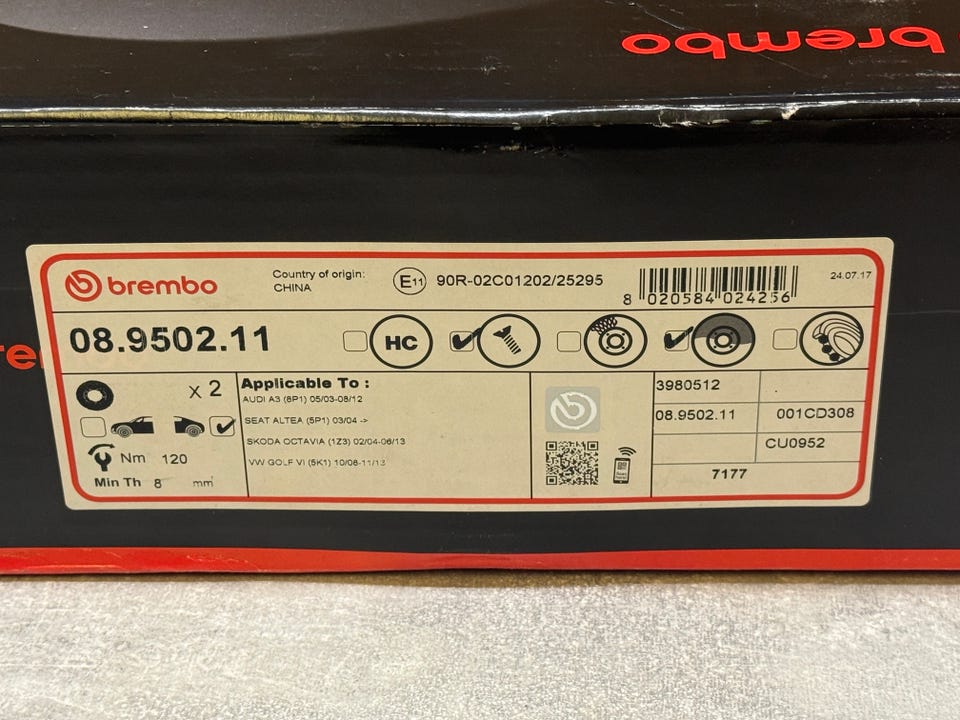 brembo
brembo
Country of origin:
CHINA
E11
90R-02C01202/25295
8 020584 024256
24.07.17
re
08.9502.11
HC
x 2
Nm 120
Min Th 8 mm
Applicable To :
AUDI A3 (8P1) 05/03-08/12
SEAT ALTEA (5P1) 03/04 ->
SKODA OCTAVIA (1Z3) 02/04-06/13
VW GOLF VI (5K1) 10/08-11/13
3980512
08.9502.11 001CD308
CU0952
7177